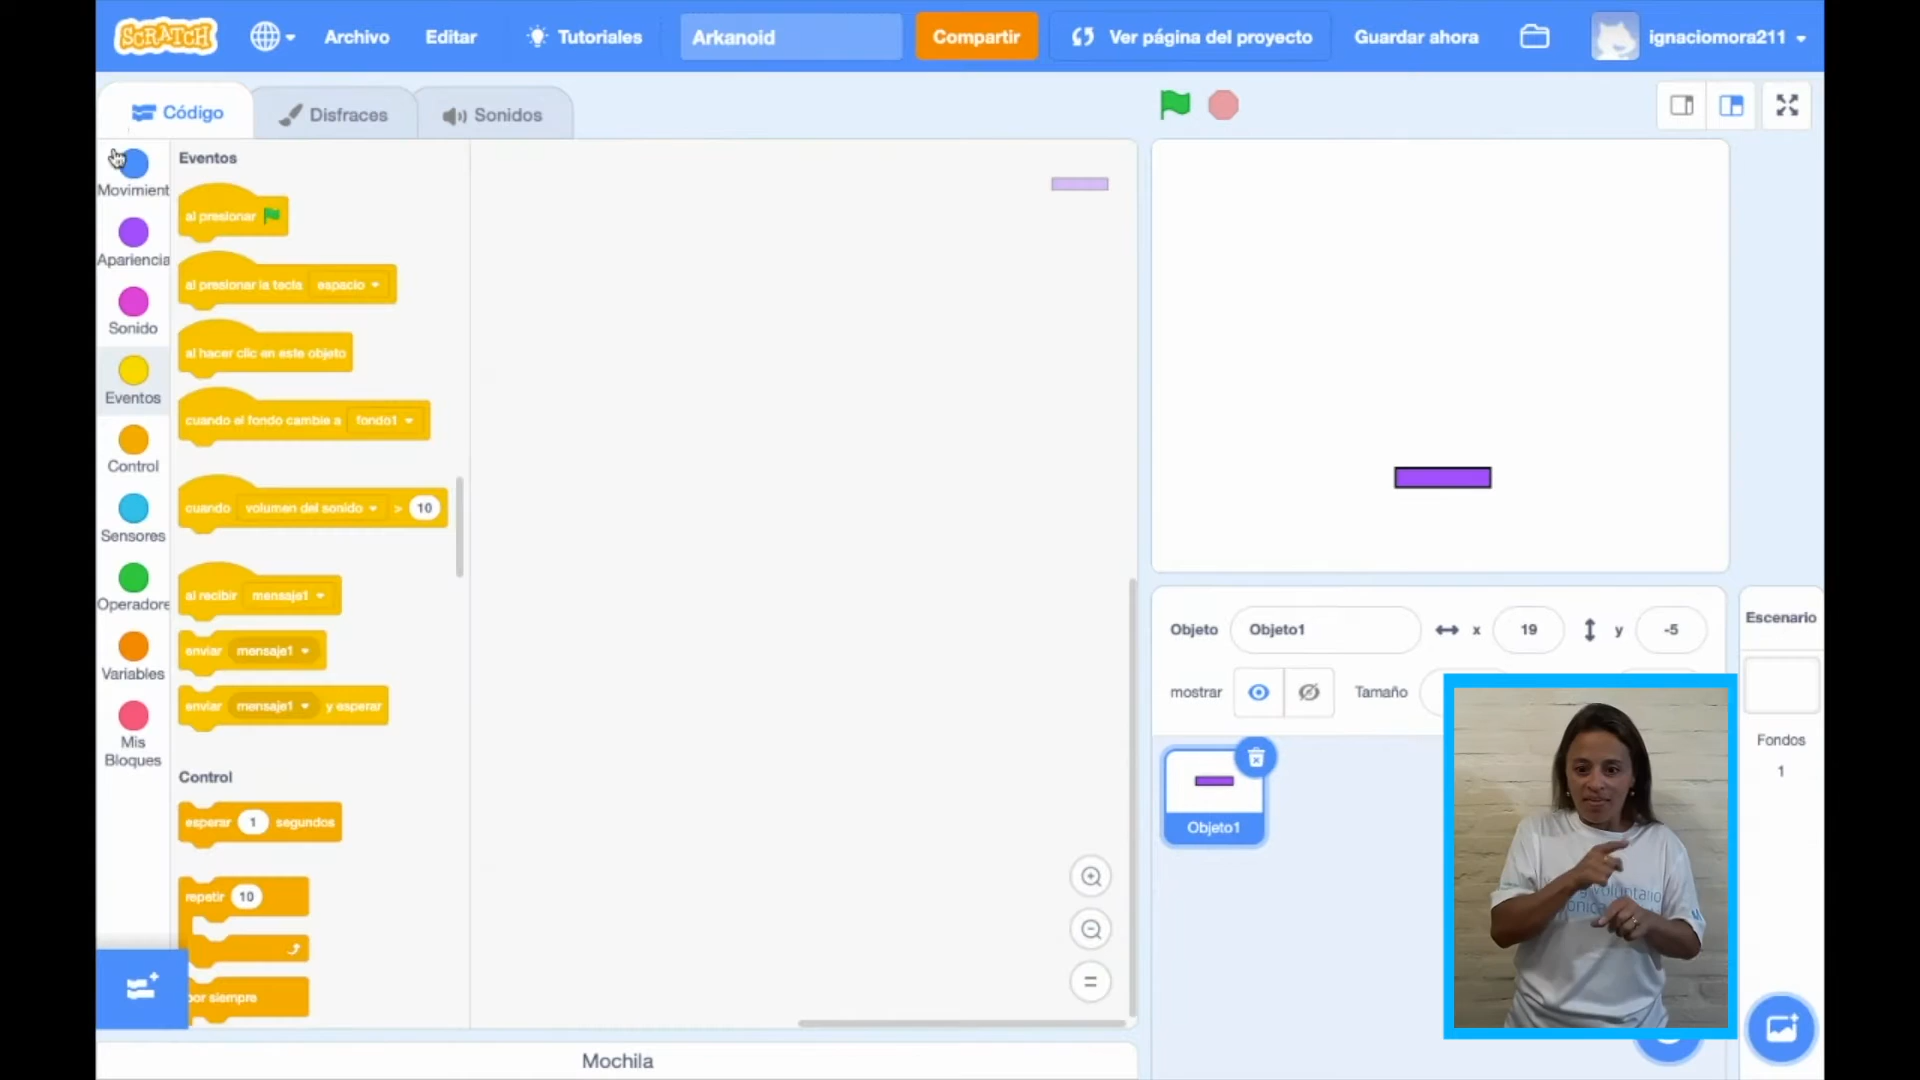 SCRATCH
Archivo
Editar
Tutoriales
Arkanoid
Compartir
Ver página del proyecto
Guardar ahora
ignaciomora211
Código
Disfraces
Sonidos
Movimient
Apariencia
Sonido
Eventos
Control
Sensores
Operadore
Variables
Mis
Bloques
Eventos
al presionar
al presionar la tecla espacio
al hacer clic en este objeto
cuando el fondo cambie a fondo1
cuando volumen del sonido > 10
al recibir mensaje1
enviar mensaje1
enviar mensaje1 y esperar
Control
esperar 1 segundos
repetir 10
por siempre
Mochila
Objeto Objeto1 x 19 y -5
mostrar Tamaño
Objeto1
Escenario
Fondos
1
voluntario